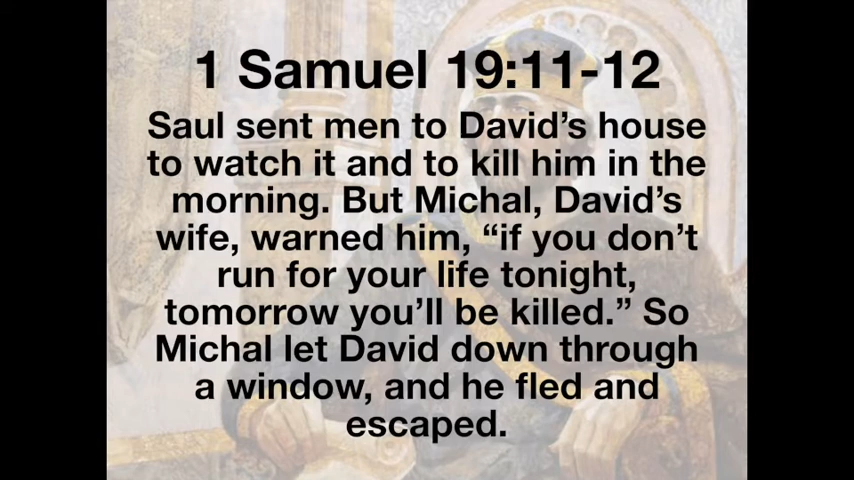 1 Samuel 19:11-12
Saul sent men to David’s house
to watch it and to kill him in the
morning. But Michal, David’s
wife, warned him, “if you don’t
run for your life tonight,
tomorrow you’ll be killed.” So
Michal let David down through
a window, and he fled and
escaped.